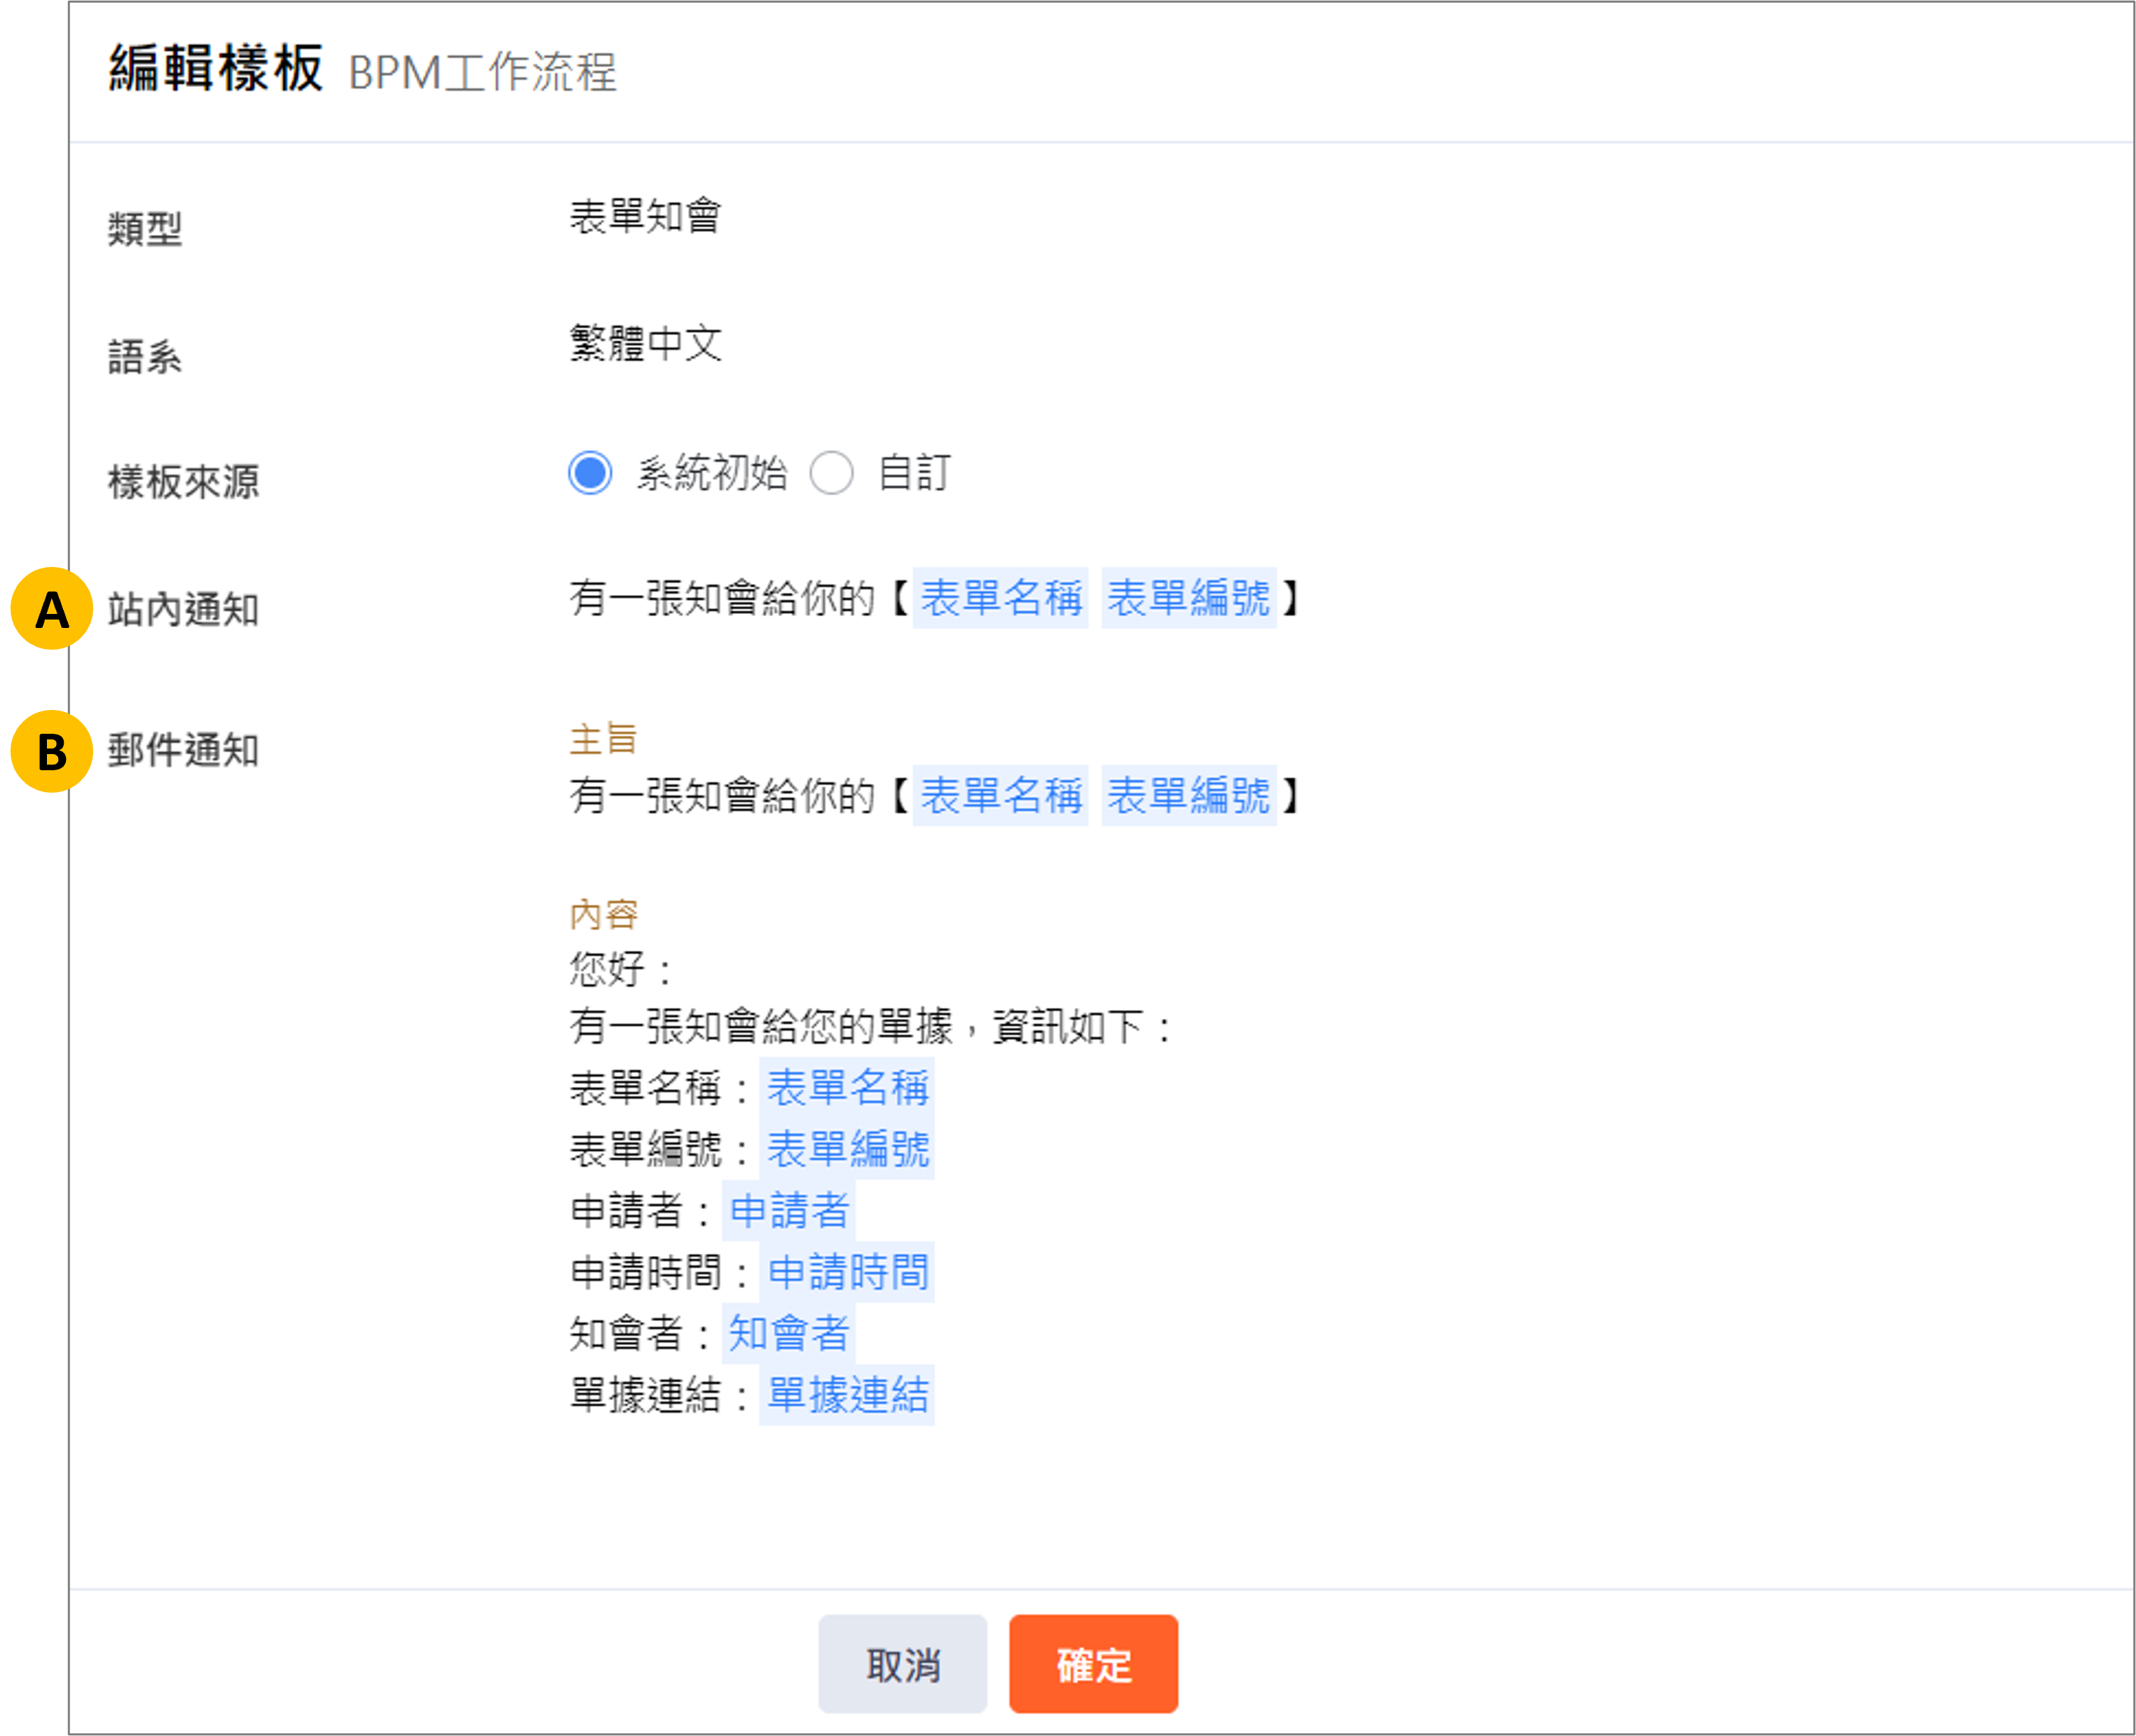 編輯樣板 BPM工作流程
類型 表單知會
語系 繁體中文
樣板來源 系統初始 自訂
A 站內通知 有一張知會給你的【表單名稱 表單編號】
B 郵件通知 主旨
有一張知會給你的【表單名稱 表單編號】
內容
您好：
有一張知會給您的單據，資訊如下：
表單名稱：表單名稱
表單編號：表單編號
申請者：申請者
申請時間：申請時間
知會者：知會者
單據連結：單據連結
取消 確定